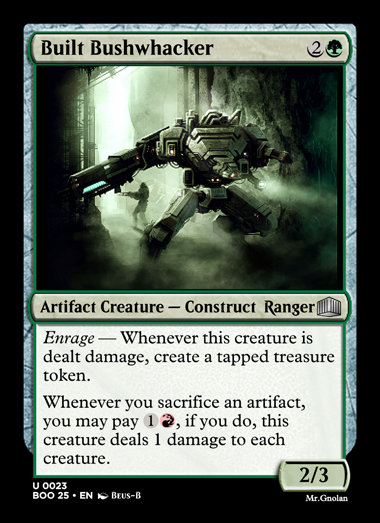 Built Bushwhacker 2
Artifact Creature — Construct Ranger
Enrage — Whenever this creature is
dealt damage, create a tapped treasure
token.
Whenever you sacrifice an artifact,
you may pay 1, if you do, this
creature deals 1 damage to each
creature.
2/3
U 0023
BOO 25 • EN Beus-B
Mr.Gnolan